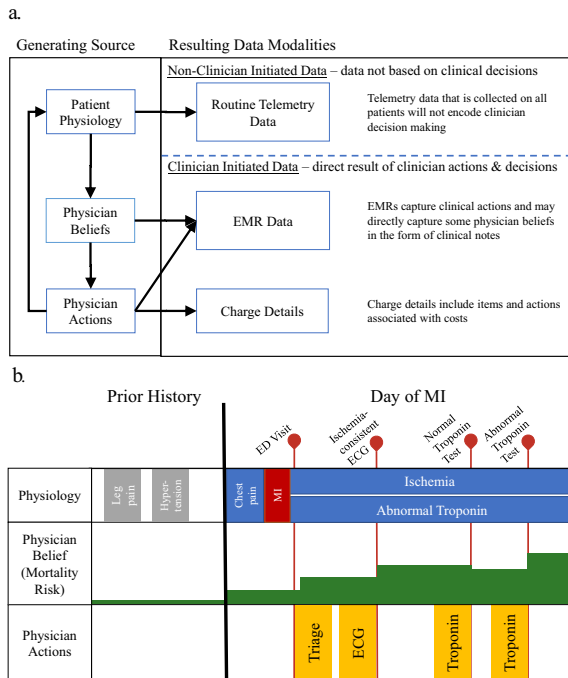 a.
Generating Source
Resulting Data Modalities
Non-Clinician Initiated Data – data not based on clinical decisions
Patient
Physiology
Routine Telemetry
Data
Telemetry data that is collected on all
patients will not encode clinician
decision making
Clinician Initiated Data – direct result of clinician actions & decisions
Physician
Beliefs
EMR Data
EMRs capture clinical actions and may
directly capture some physician beliefs
in the form of clinical notes
Physician
Actions
Charge Details
Charge details include items and actions
associated with costs
b.
Prior History
Day of MI
ED Visit
Ischemia-
consistent
ECG
Normal
Troponin
Test
Abnormal
Troponin
Test
Physiology
Leg
pain
Hyper-
tension
Chest
pain
MI
Ischemia
Abnormal Troponin
Physician
Belief
(Mortality
Risk)
Physician
Actions
Triage
ECG
Troponin
Troponin